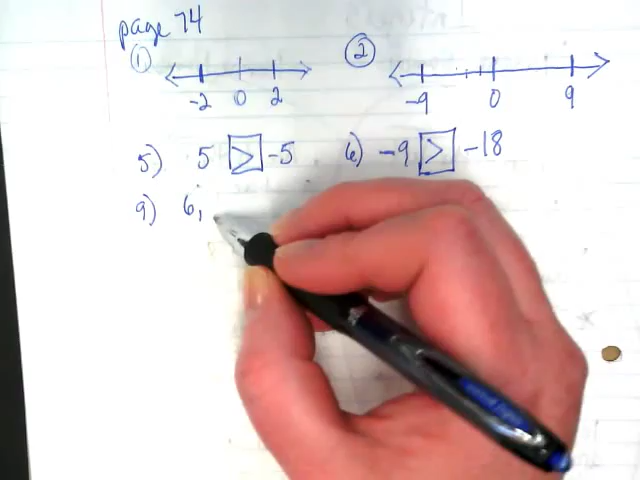 page 74
① ②
-2 0 2 -9 0 9
5) 5 > -5 6) -9 > -18
9) 6,